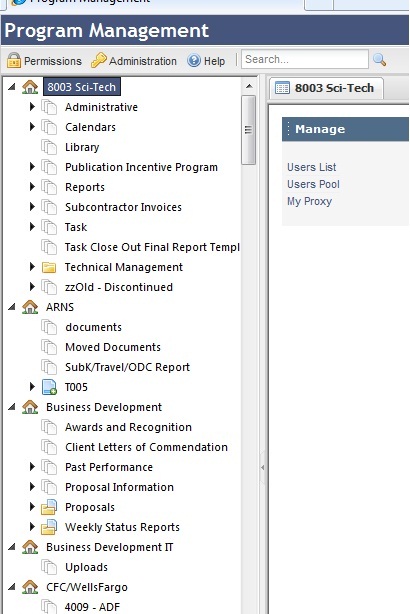 Program Management
Program Management
Permissions Administration Help Search...
8003 Sci-Tech
Administrative
Calendars
Library
Publication Incentive Program
Reports
Subcontractor Invoices
Task
Task Close Out Final Report Templ
Technical Management
zzOld - Discontinued
ARNS
documents
Moved Documents
SubK/Travel/ODC Report
T005
Business Development
Awards and Recognition
Client Letters of Commendation
Past Performance
Proposal Information
Proposals
Weekly Status Reports
Business Development IT
Uploads
CFC/WellsFargo
4009 - ADF
8003 Sci-Tech
Manage
Users List
Users Pool
My Proxy